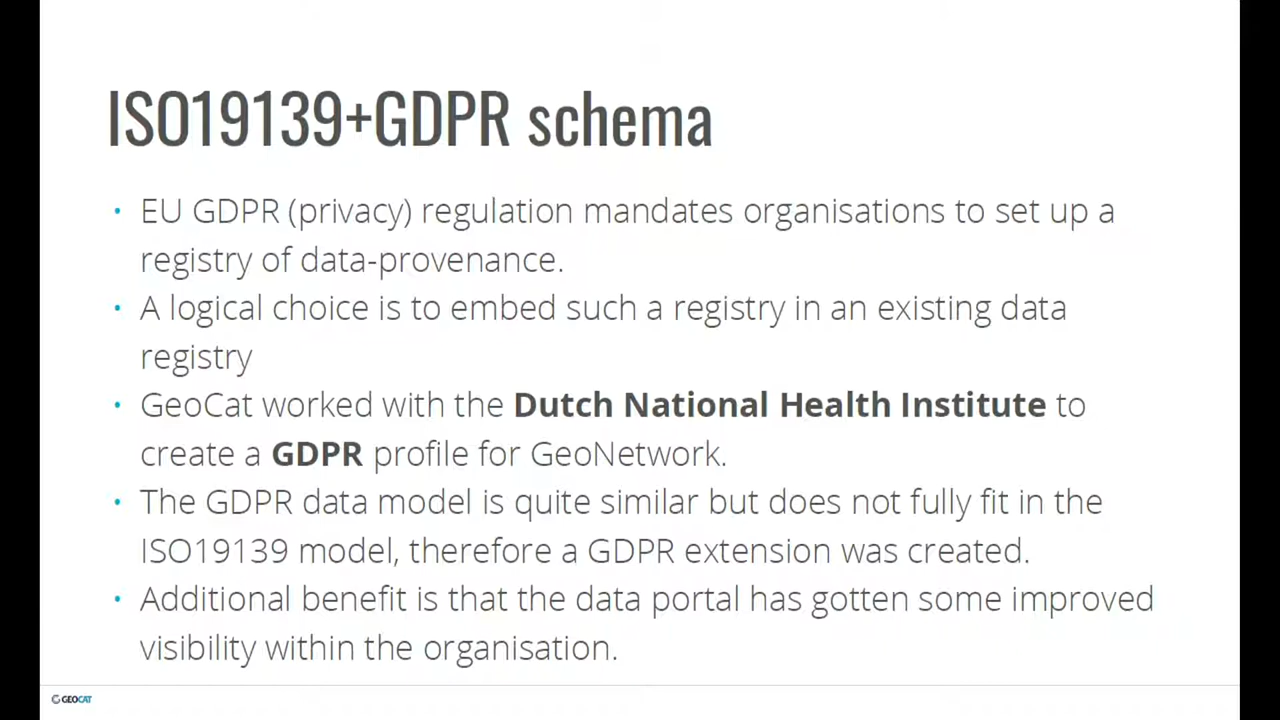 ISO19139+GDPR schema
• EU GDPR (privacy) regulation mandates organisations to set up a
registry of data-provenance.
• A logical choice is to embed such a registry in an existing data
registry
• GeoCat worked with the Dutch National Health Institute to
create a GDPR profile for GeoNetwork.
• The GDPR data model is quite similar but does not fully fit in the
ISO19139 model, therefore a GDPR extension was created.
• Additional benefit is that the data portal has gotten some improved
visibility within the organisation.
GEOCAT